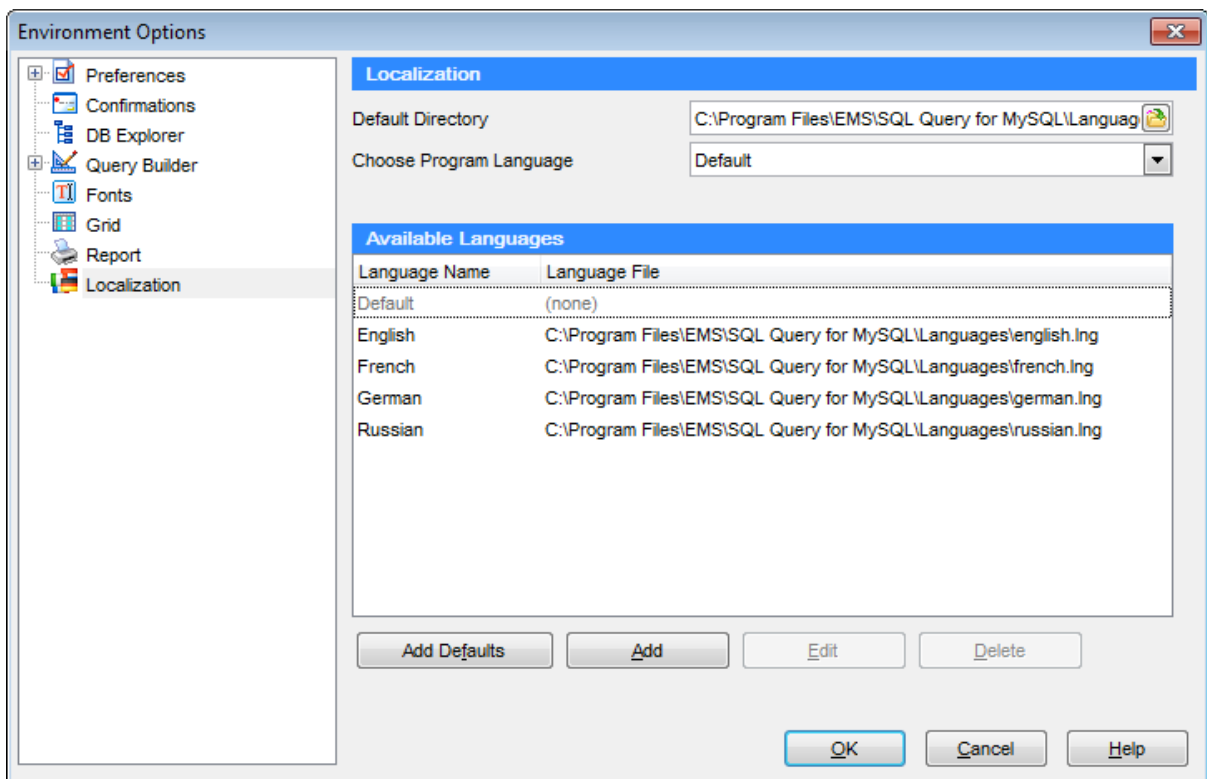 Environment Options
Preferences
Confirmations
DB Explorer
Query Builder
Fonts
Grid
Report
Localization
Localization
Default Directory
C:\Program Files\EMS\SQL Query for MySQL\Languag
Choose Program Language
Default
Available Languages
Language Name Language File
Default (none)
English C:\Program Files\EMS\SQL Query for MySQL\Languages\english.lng
French C:\Program Files\EMS\SQL Query for MySQL\Languages\french.lng
German C:\Program Files\EMS\SQL Query for MySQL\Languages\german.lng
Russian C:\Program Files\EMS\SQL Query for MySQL\Languages\russian.lng
Add Defaults Add Edit Delete
OK Cancel Help